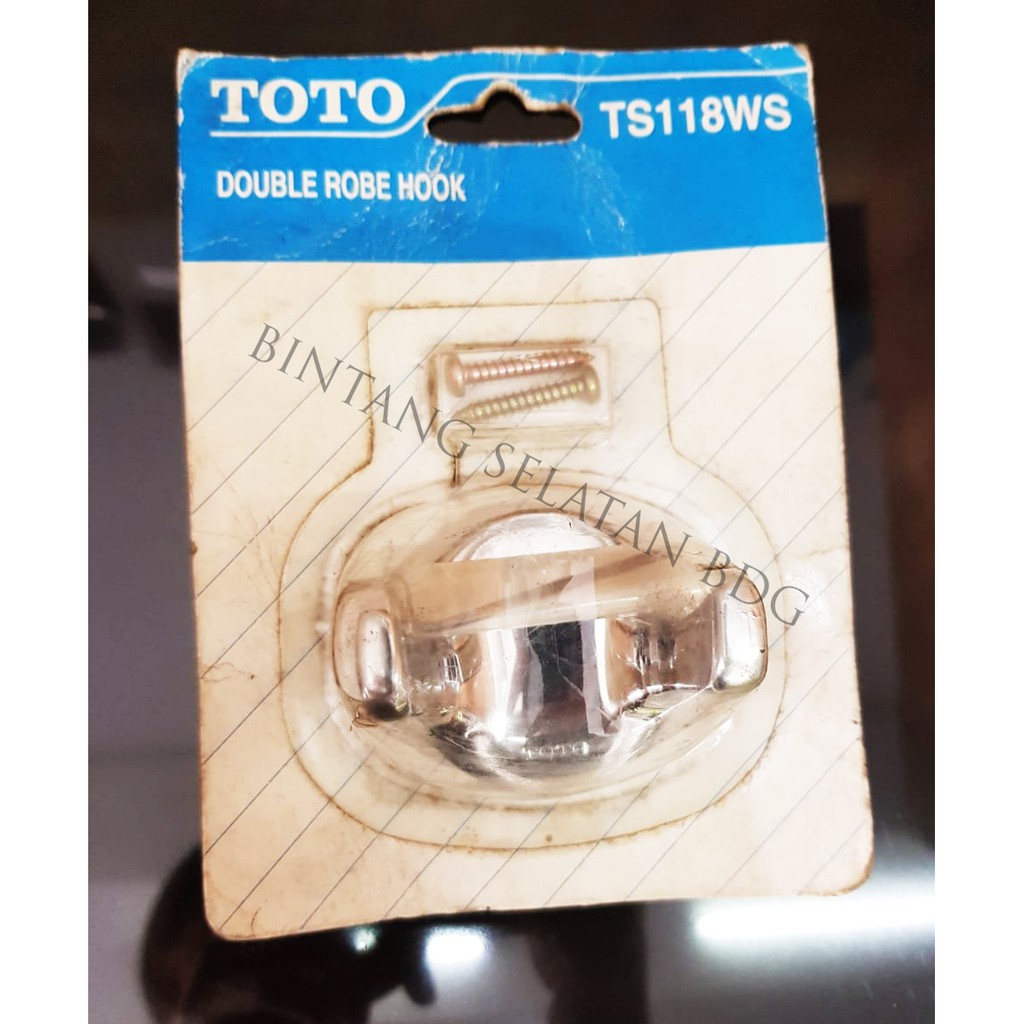 TOTO
TS118WS
DOUBLE ROBE HOOK
BINTANG SELATAN BDG
TOTO